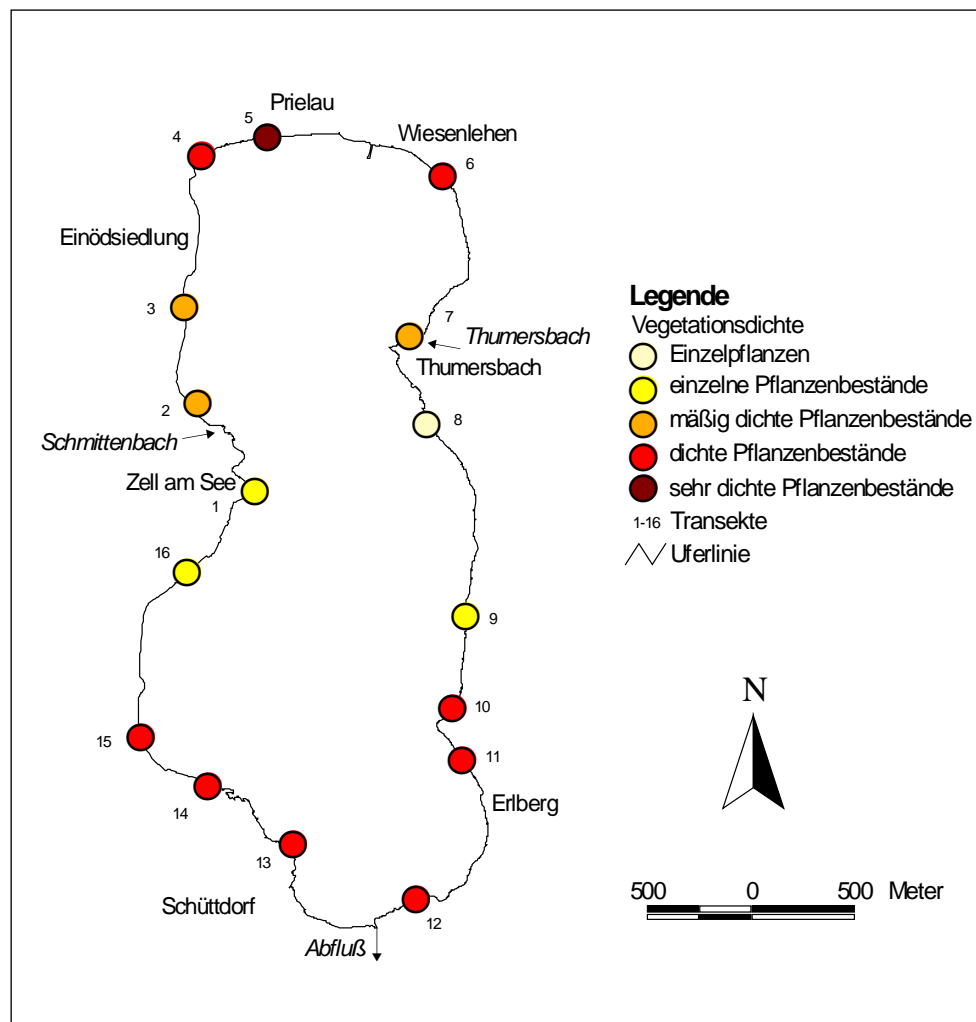 Prielau
5
4
Wiesenlehen
6
Einödsiedlung
3
7
Thumersbach
Thumersbach
2
8
Schmittenbach
Zell am See
1
16
9
10
15
11
14
Erlberg
13
Schüttdorf
12
Abfluß
Legende
Vegetationsdichte
Einzelpflanzen
einzelne Pflanzenbestände
mäßig dichte Pflanzenbestände
dichte Pflanzenbestände
sehr dichte Pflanzenbestände
1-16 Transekte
Uferlinie
N
500 0 500 Meter